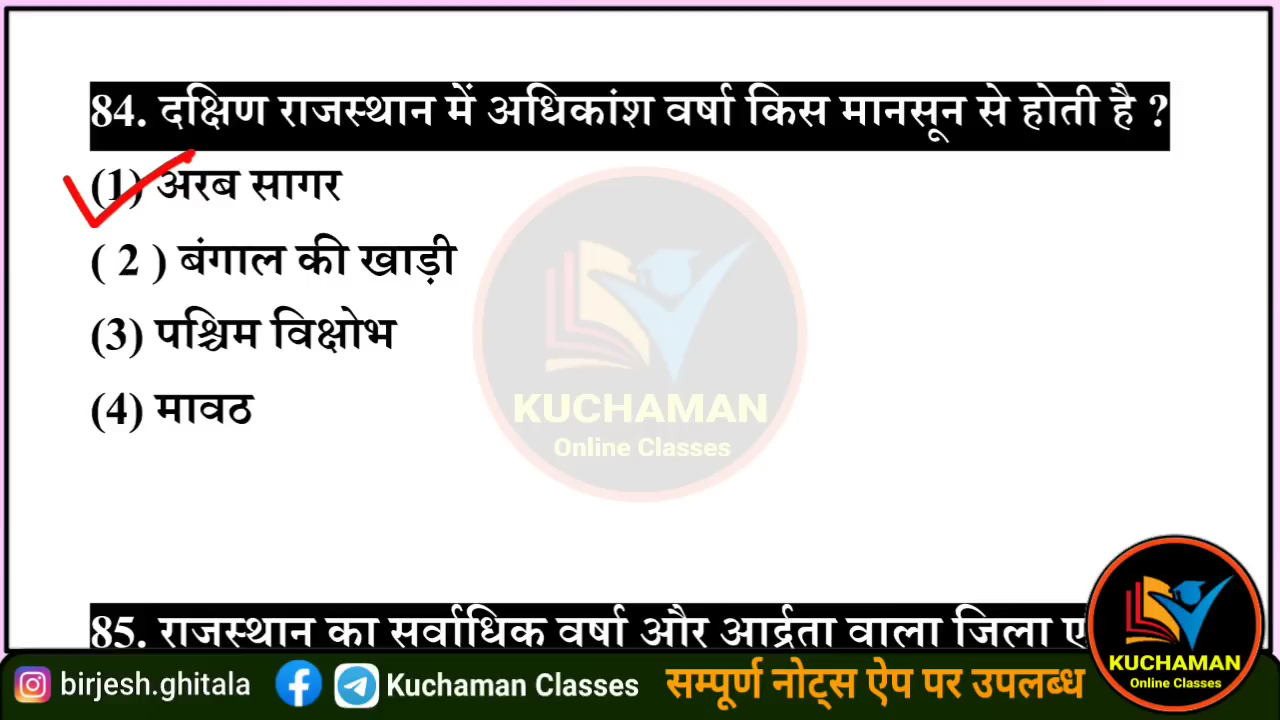 84. दक्षिण राजस्थान में अधिकांश वर्षा किस मानसून से होती है ?
(1) अरब सागर
( 2 ) बंगाल की खाड़ी
(3) पश्चिम विक्षोभ
(4) मावठ
KUCHAMAN
Online Classes
85. राजस्थान का सर्वाधिक वर्षा और आर्द्रता वाला जिला ए
birjesh.ghitala
Kuchaman Classes
सम्पूर्ण नोट्स ऐप पर उपलब्ध
KUCHAMAN
Online Classes